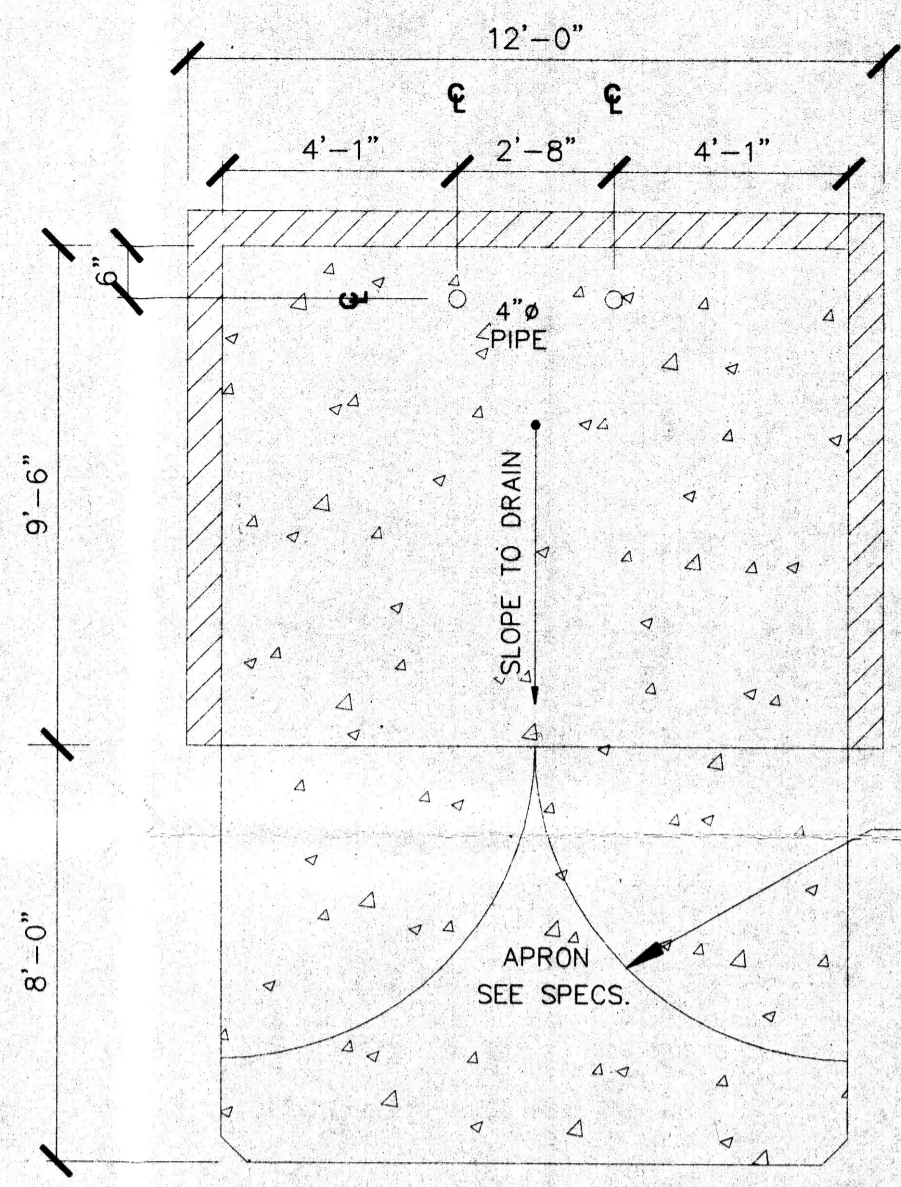 12'-0"
℄ ℄
4'-1" 2'-8" 4'-1"
6"
℄
4"ø
PIPE
9'-6"
SLOPE TO DRAIN
8'-0"
APRON
SEE SPECS.